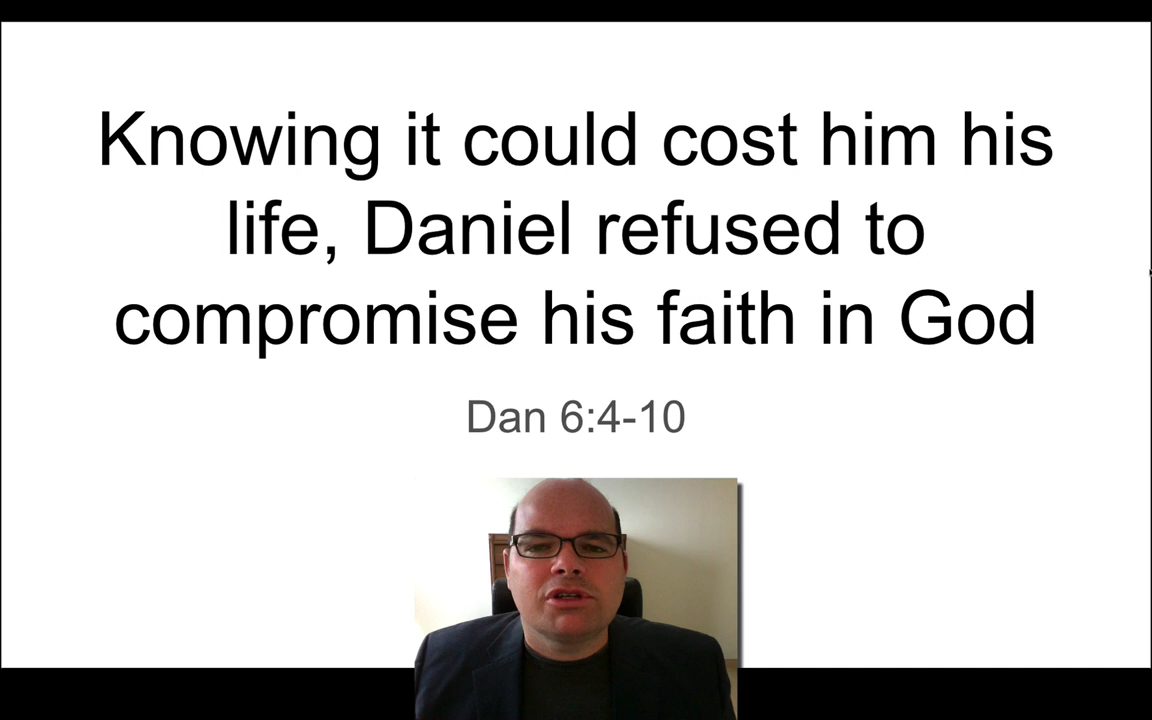 Knowing it could cost him his
life, Daniel refused to
compromise his faith in God
Dan 6:4-10